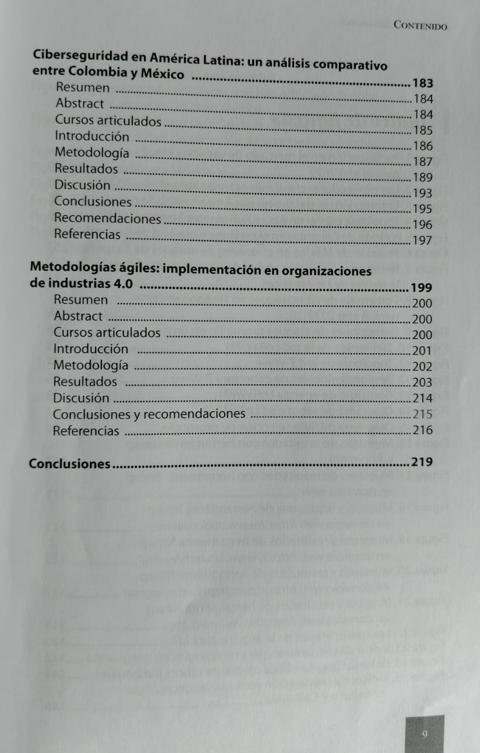 CONTENIDO
Ciberseguridad en América Latina: un análisis comparativo
entre Colombia y México ........ 183
Resumen ........ 184
Abstract ........ 184
Cursos articulados ........ 185
Introducción ........ 186
Metodología ........ 187
Resultados ........ 189
Discusión ........ 193
Conclusiones ........ 195
Recomendaciones ........ 196
Referencias ........ 197
Metodologías ágiles: implementación en organizaciones
de industrias 4.0 ........ 199
Resumen ........ 200
Abstract ........ 200
Cursos articulados ........ 200
Introducción ........ 201
Metodología ........ 202
Resultados ........ 203
Discusión ........ 214
Conclusiones y recomendaciones ........ 215
Referencias ........ 216
Conclusiones ........ 219
9